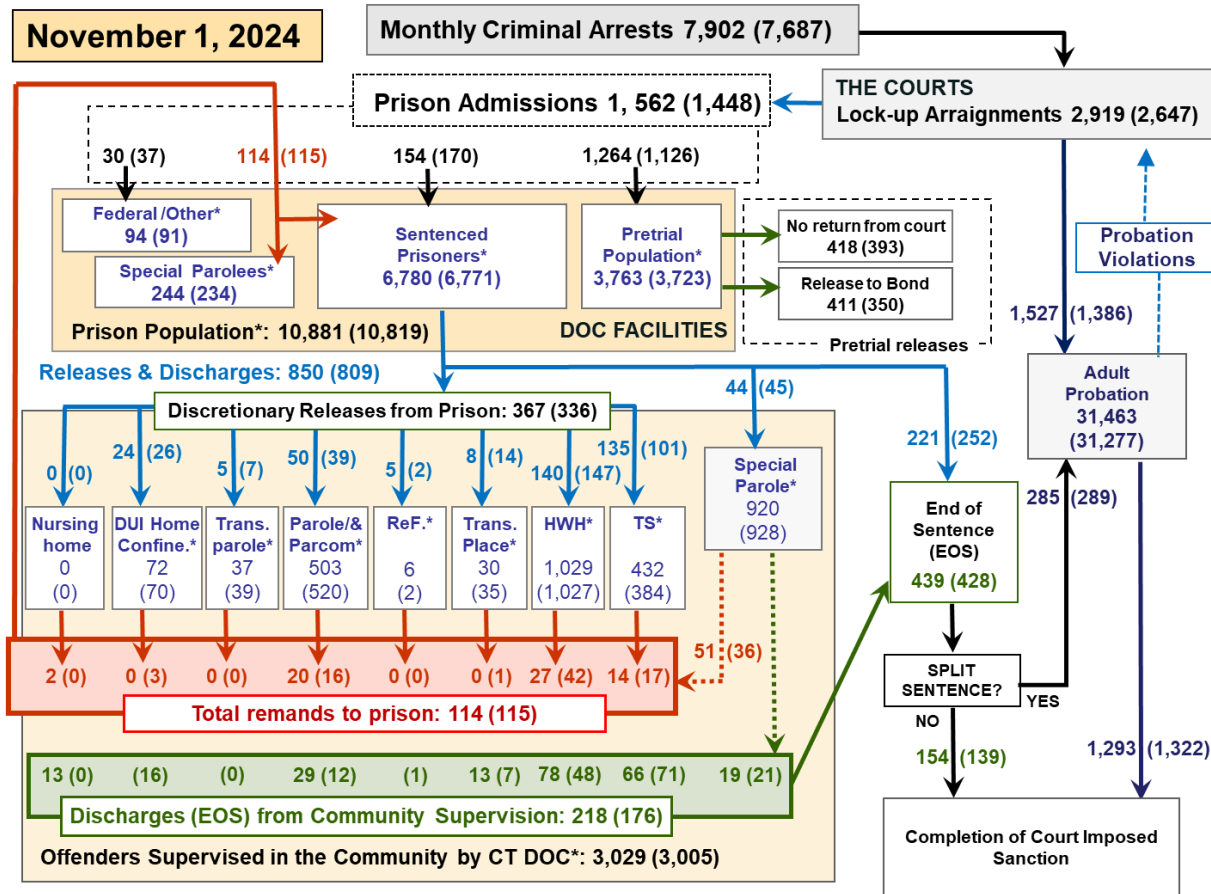 November 1, 2024
Monthly Criminal Arrests 7,902 (7,687)
THE COURTS
Lock-up Arraignments 2,919 (2,647)
Prison Admissions 1, 562 (1,448)
30 (37)
114 (115)
154 (170)
1,264 (1,126)
Federal /Other*
94 (91)
Special Parolees*
244 (234)
Sentenced
Prisoners*
6,780 (6,771)
Pretrial
Population*
3,763 (3,723)
No return from court
418 (393)
Release to Bond
411 (350)
Pretrial releases
Probation
Violations
Prison Population*: 10,881 (10,819)
DOC FACILITIES
1,527 (1,386)
Releases & Discharges: 850 (809)
44 (45)
Adult
Probation
31,463
(31,277)
Discretionary Releases from Prison: 367 (336)
0 (0)
24 (26)
5 (7)
50 (39)
5 (2)
8 (14)
140 (147)
135 (101)
221 (252)
285 (289)
Special
Parole*
920
(928)
Nursing
home
0
(0)
DUI Home
Confine.*
72
(70)
Trans.
parole*
37
(39)
Parole/&
Parcom*
503
(520)
ReF.*
6
(2)
Trans.
Place*
30
(35)
HWH*
1,029
(1,027)
TS*
432
(384)
End of
Sentence
(EOS)
439 (428)
51 (36)
2 (0)
0 (3)
0 (0)
20 (16)
0 (0)
0 (1)
27 (42)
14 (17)
Total remands to prison: 114 (115)
SPLIT
SENTENCE?
YES
NO
154 (139)
1,293 (1,322)
13 (0)
(16)
(0)
29 (12)
(1)
13 (7)
78 (48)
66 (71)
19 (21)
Discharges (EOS) from Community Supervision: 218 (176)
Offenders Supervised in the Community by CT DOC*: 3,029 (3,005)
Completion of Court Imposed
Sanction